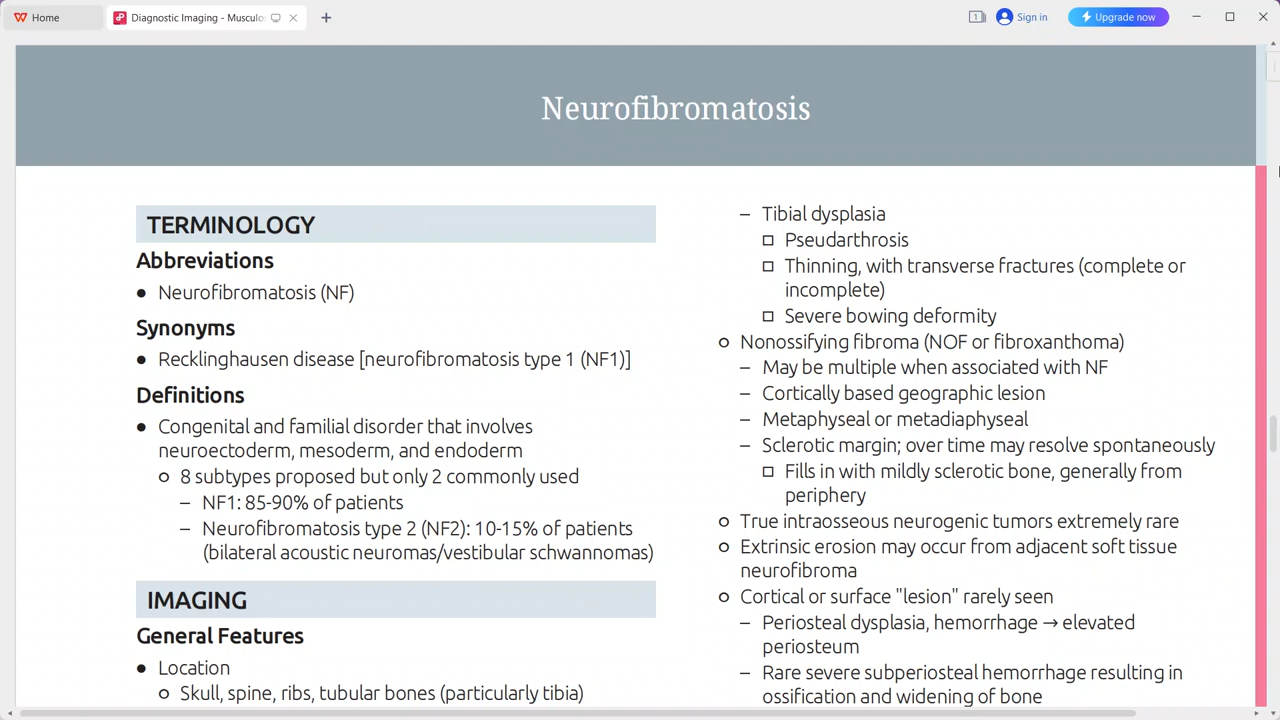 Home
Diagnostic Imaging - Musculos
1
Sign in
Upgrade now
Neurofibromatosis
TERMINOLOGY
Abbreviations
● Neurofibromatosis (NF)
Synonyms
● Recklinghausen disease [neurofibromatosis type 1 (NF1)]
Definitions
● Congenital and familial disorder that involves
neuroectoderm, mesoderm, and endoderm
○ 8 subtypes proposed but only 2 commonly used
– NF1: 85-90% of patients
– Neurofibromatosis type 2 (NF2): 10-15% of patients
(bilateral acoustic neuromas/vestibular schwannomas)
IMAGING
General Features
● Location
○ Skull, spine, ribs, tubular bones (particularly tibia)
– Tibial dysplasia
□ Pseudarthrosis
□ Thinning, with transverse fractures (complete or
incomplete)
□ Severe bowing deformity
○ Nonossifying fibroma (NOF or fibroxanthoma)
– May be multiple when associated with NF
– Cortically based geographic lesion
– Metaphyseal or metadiaphyseal
– Sclerotic margin; over time may resolve spontaneously
□ Fills in with mildly sclerotic bone, generally from
periphery
○ True intraosseous neurogenic tumors extremely rare
○ Extrinsic erosion may occur from adjacent soft tissue
neurofibroma
○ Cortical or surface "lesion" rarely seen
– Periosteal dysplasia, hemorrhage → elevated
periosteum
– Rare severe subperiosteal hemorrhage resulting in
ossification and widening of bone